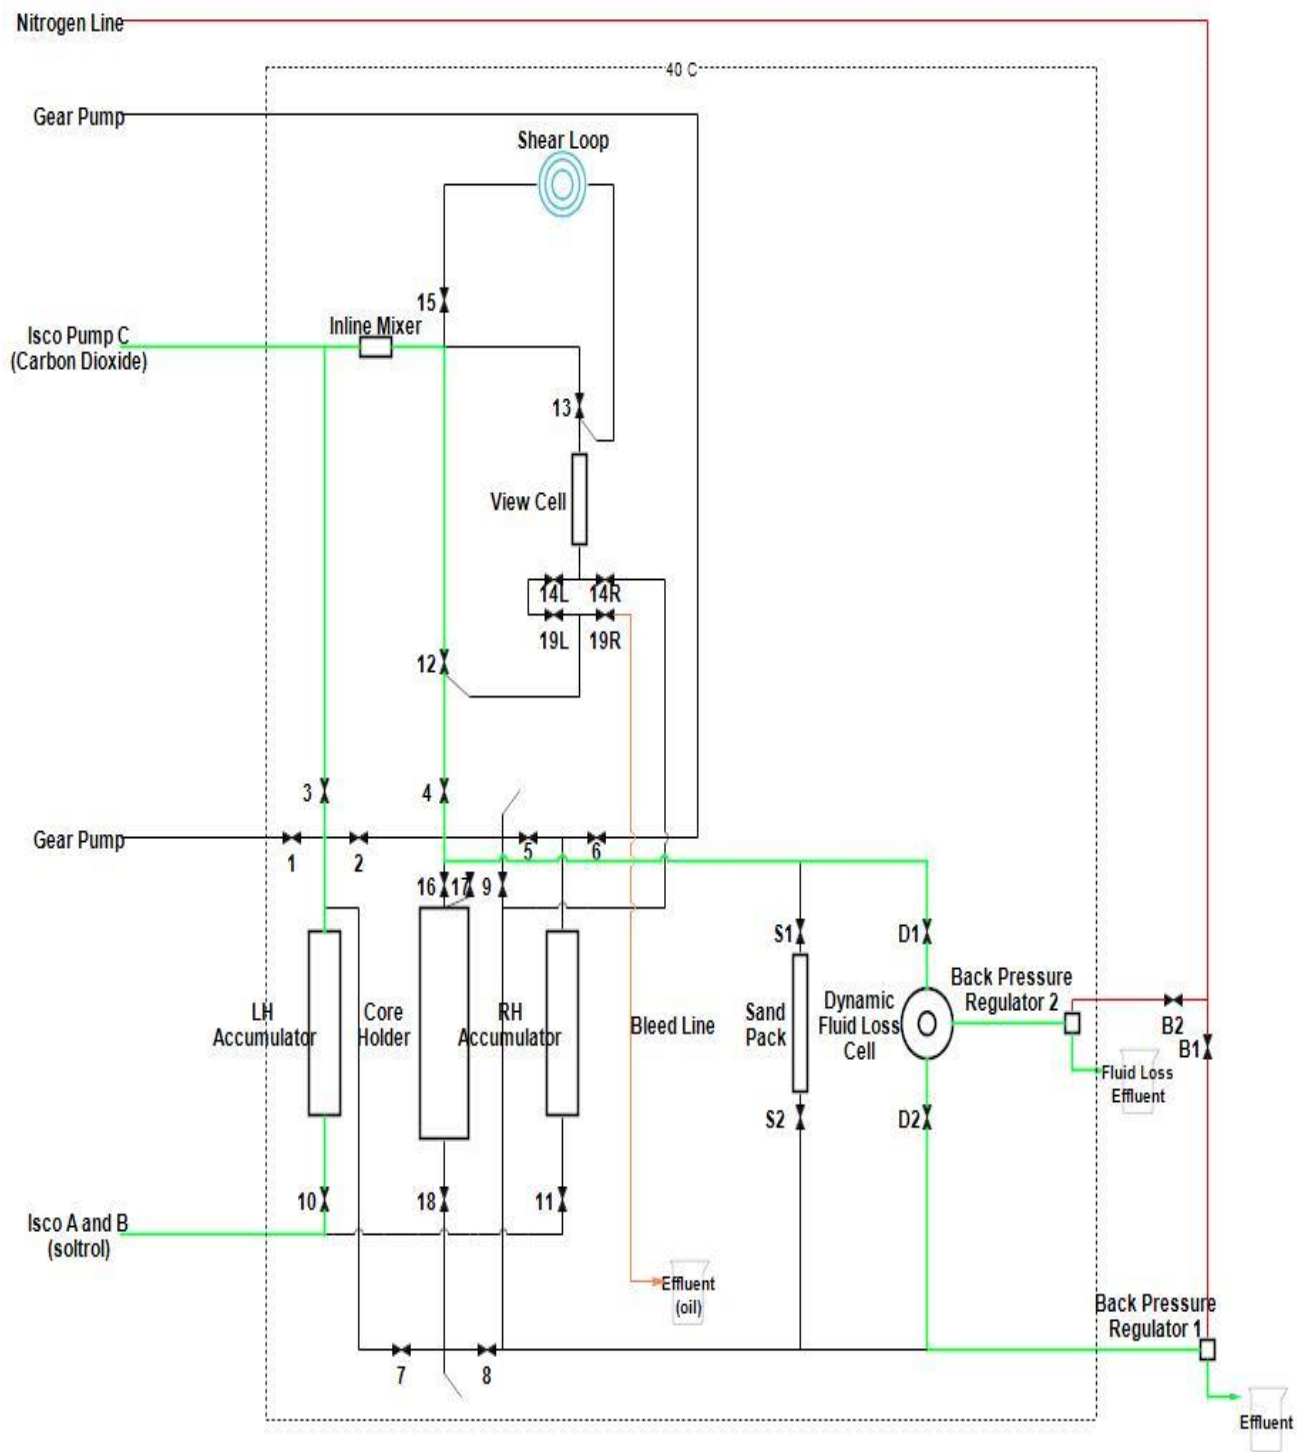 Nitrogen Line
40 C
Gear Pump
Shear Loop
15
Inline Mixer
Isco Pump C
(Carbon Dioxide)
13
View Cell
14L
14R
19L
19R
12
3
4
Gear Pump
1
2
5
6
16
17
9
S1
D1
LH
Accumulator
Core
Holder
RH
Accumulator
Bleed Line
Sand
Pack
Dynamic
Fluid Loss
Cell
Back Pressure
Regulator 2
B2
B1
Fluid Loss
Effluent
S2
D2
10
18
11
Isco A and B
(soltrol)
Effluent
(oil)
Back Pressure
Regulator 1
7
8
Effluent